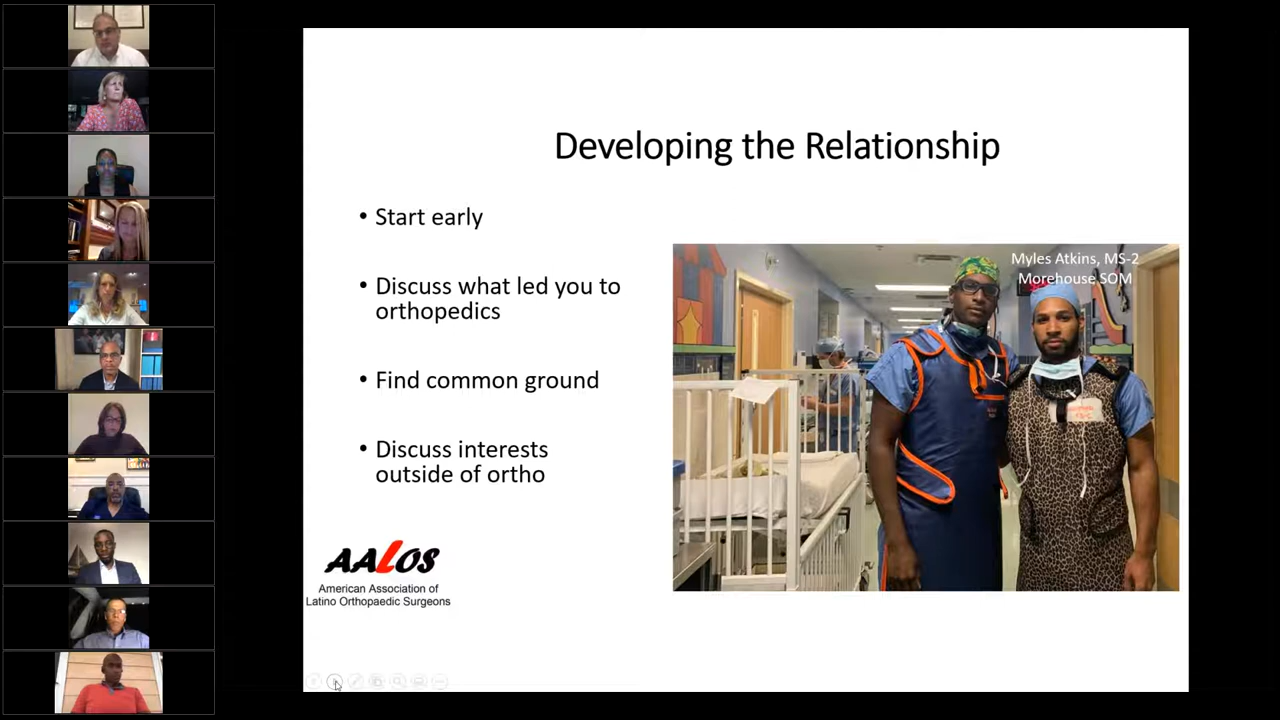 Developing the Relationship
• Start early
• Discuss what led you to
orthopedics
• Find common ground
• Discuss interests
outside of ortho
Myles Atkins, MS-2
Morehouse SOM
AALOS
American Association of
Latino Orthopaedic Surgeons